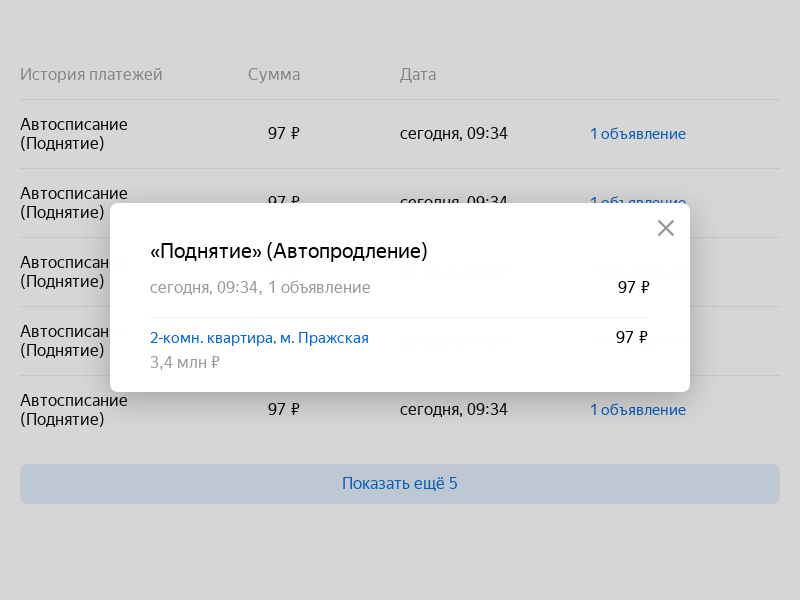 История платежей Сумма Дата
Автосписание
(Поднятие) 97 ₽ сегодня, 09:34 1 объявление
Автосписание
(Поднятие) 97 ₽ сегодня, 09:34 1 объявление
«Поднятие» (Автопродление)
сегодня, 09:34, 1 объявление 97 ₽
2-комн. квартира, м. Пражская 97 ₽
3,4 млн ₽
(Поднятие)
(Поднятие)
Автосписание
(Поднятие) 97 ₽ сегодня, 09:34 1 объявление
Показать ещё 5